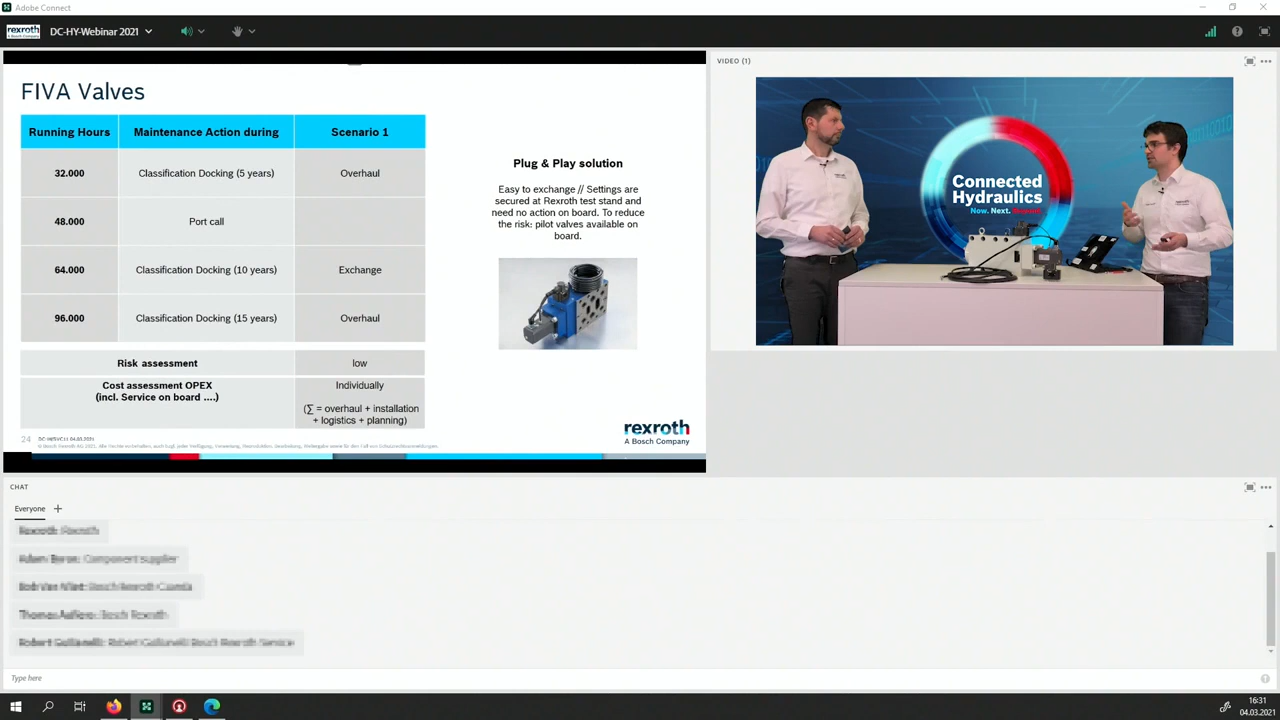 Adobe Connect
rexroth
A Bosch Company
DC-HY-Webinar 2021
FIVA Valves
Running Hours
Maintenance Action during
Scenario 1
32.000
Classification Docking (5 years)
Overhaul
48.000
Port call
64.000
Classification Docking (10 years)
Exchange
96.000
Classification Docking (15 years)
Overhaul
Risk assessment
low
Cost assessment OPEX
(incl. Service on board ....)
Individually
(∑ = overhaul + installation
+ logistics + planning)
Plug & Play solution
Easy to exchange // Settings are
secured at Rexroth test stand and
need no action on board. To reduce
the risk: pilot valves available on
board.
24
rexroth
A Bosch Company
VIDEO (1)
Connected
Hydraulics
Now. Next. Beyond.
CHAT
Everyone
Type here
16:31
04.03.2021